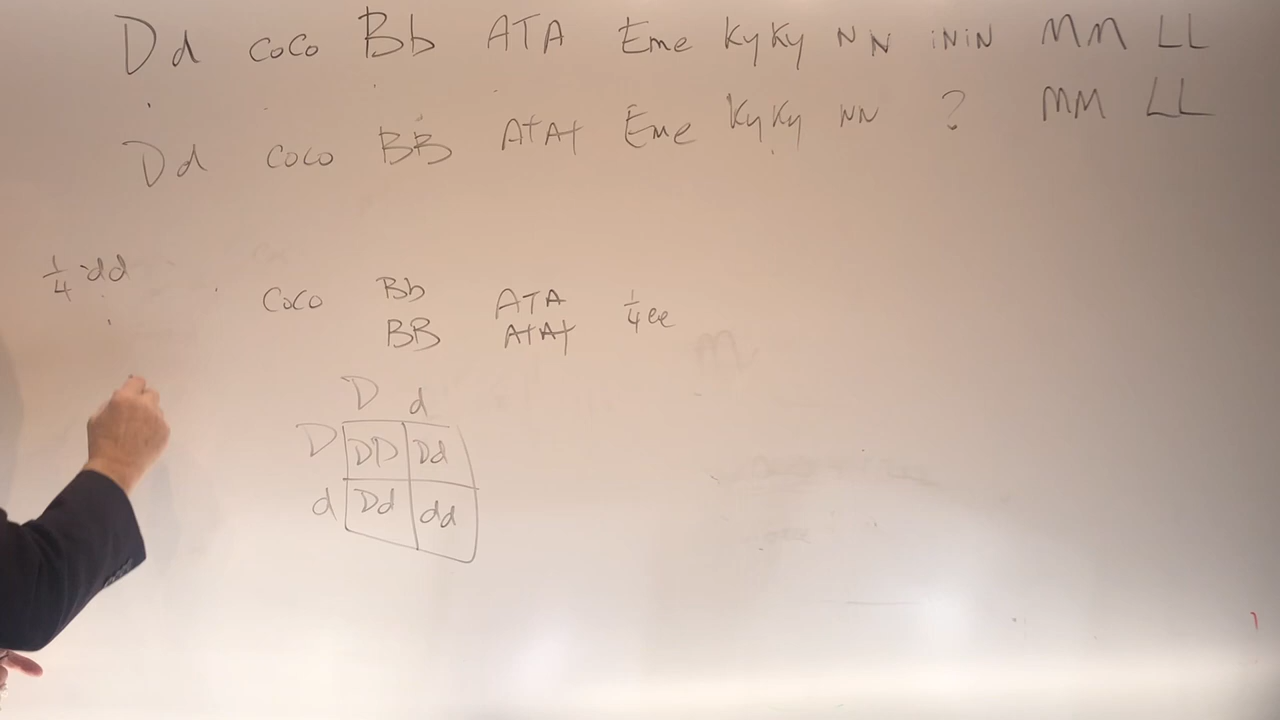 Dd coco Bb ATA Eme KyKy NN iNiN MM LL
Dd coco BB AtAt Eme KyKy NN ? MM LL
1/4 dd
CoCo Bb ATA 1/4 ee
BB AtAt
D d
D DD Dd
d Dd dd